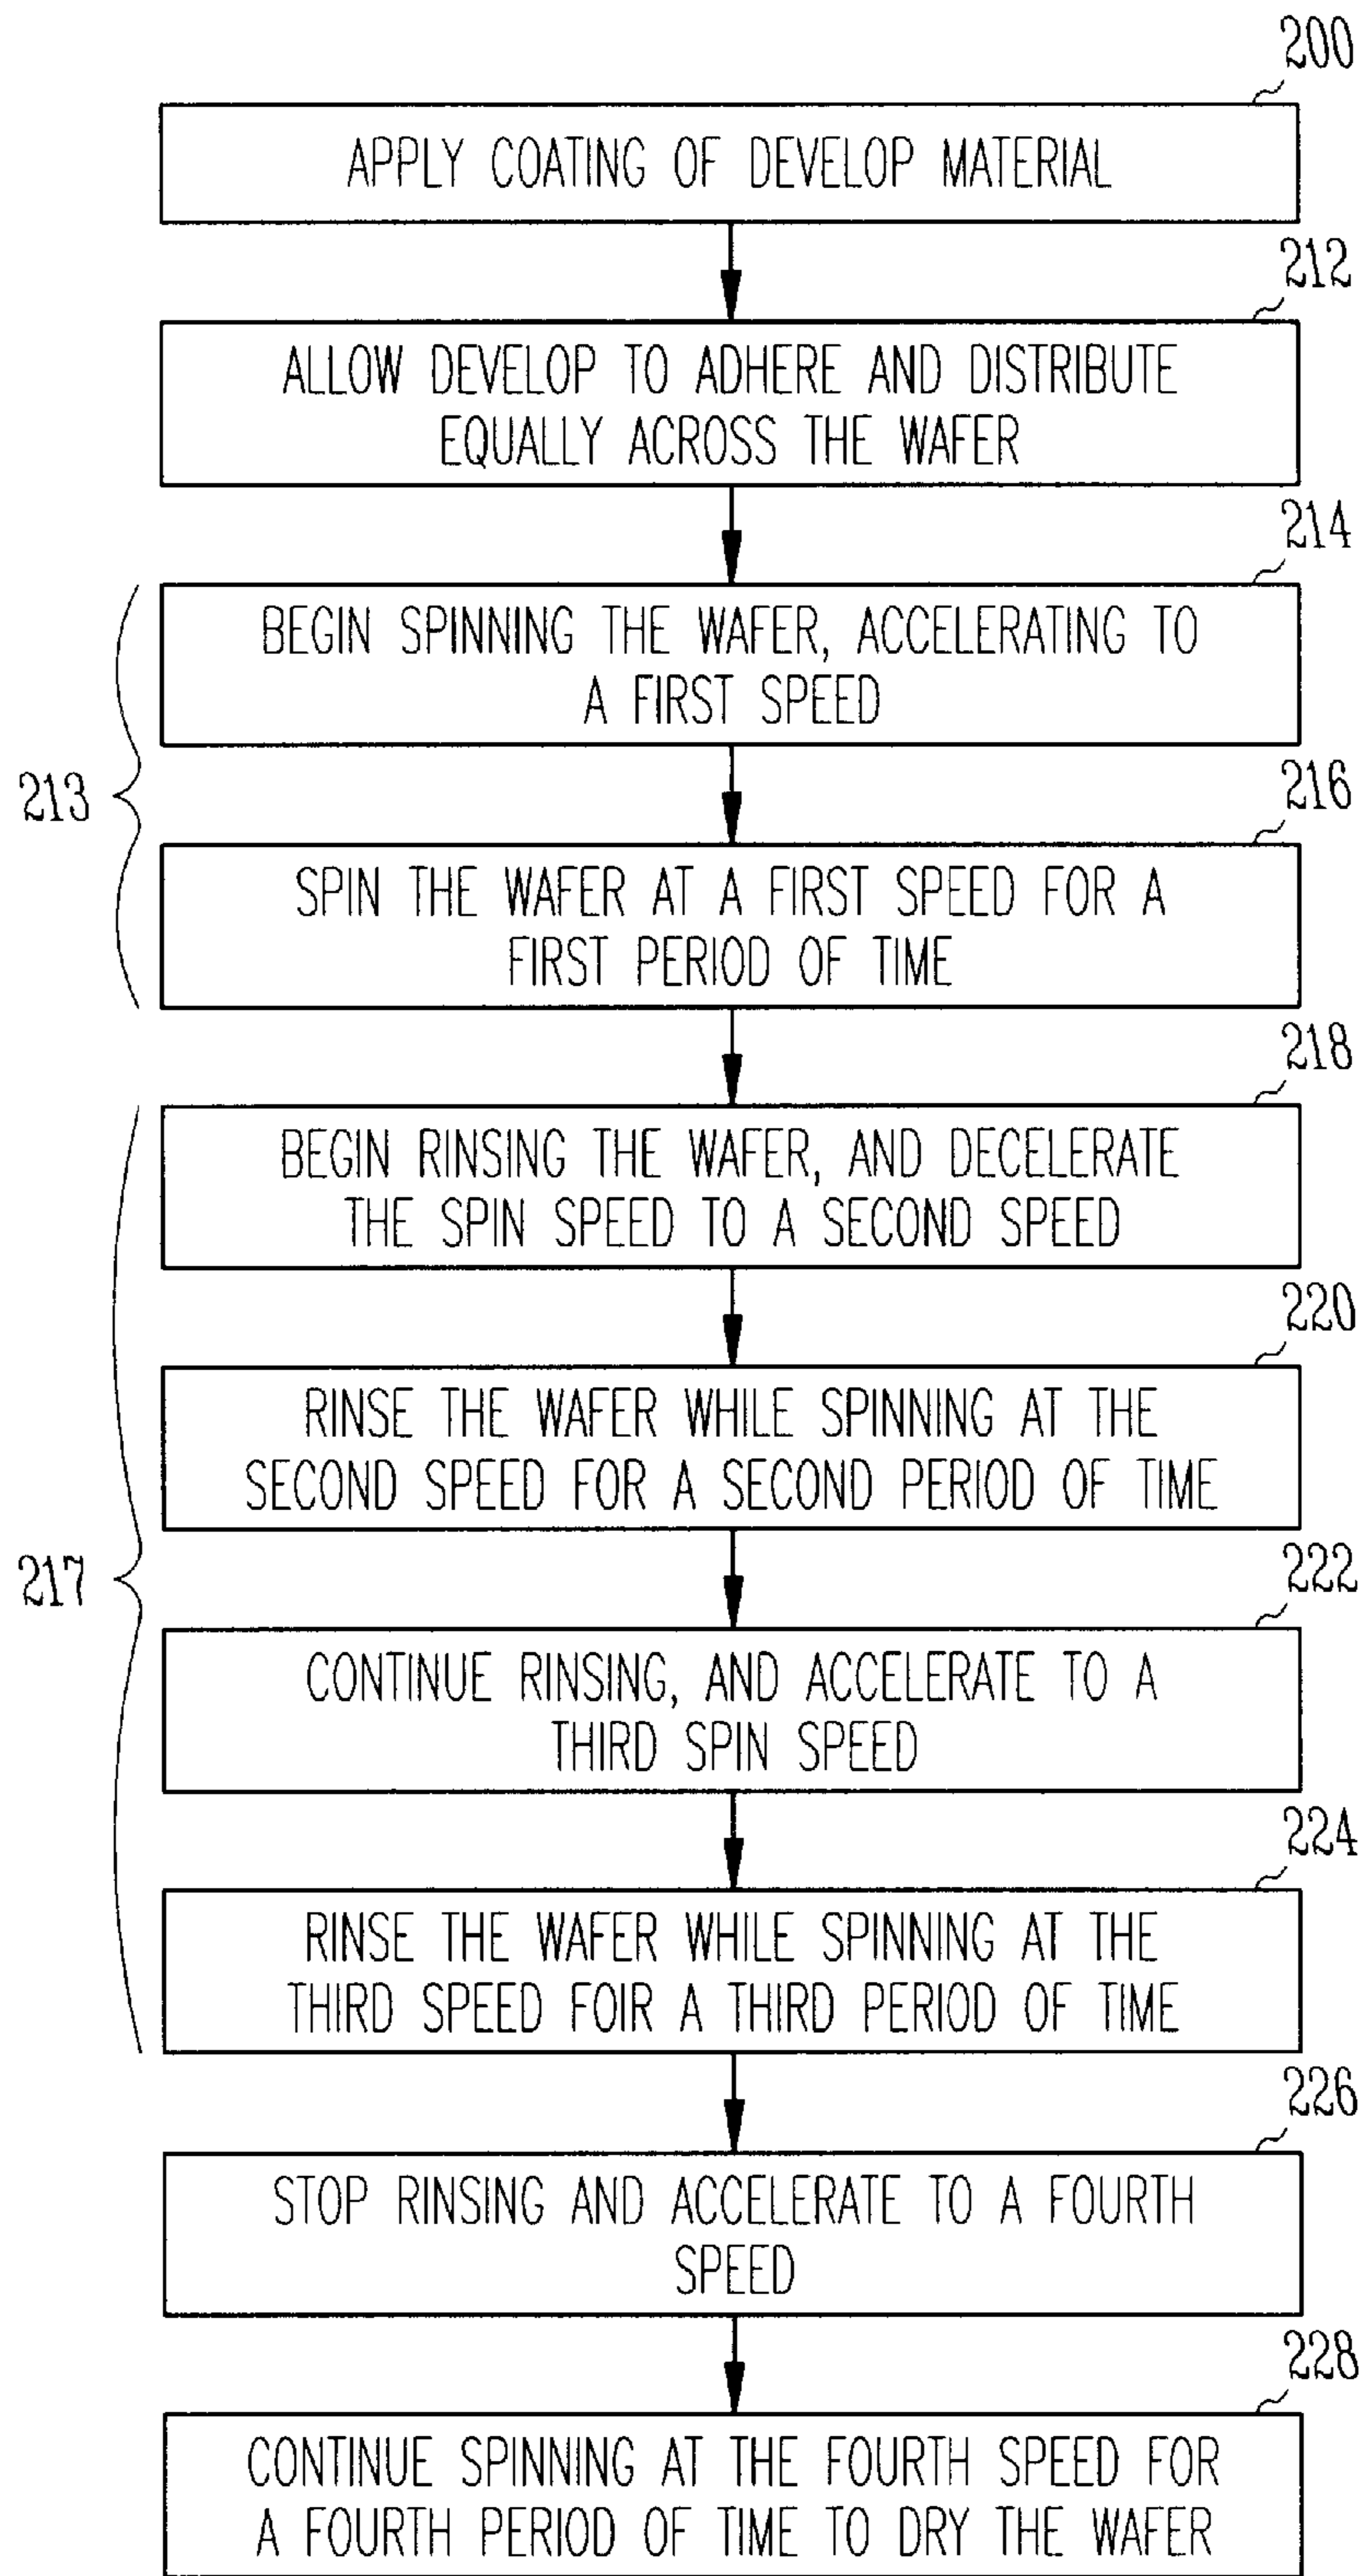 200
APPLY COATING OF DEVELOP MATERIAL
212
ALLOW DEVELOP TO ADHERE AND DISTRIBUTE
EQUALLY ACROSS THE WAFER
214
BEGIN SPINNING THE WAFER, ACCELERATING TO
A FIRST SPEED
213
216
SPIN THE WAFER AT A FIRST SPEED FOR A
FIRST PERIOD OF TIME
218
BEGIN RINSING THE WAFER, AND DECELERATE
THE SPIN SPEED TO A SECOND SPEED
220
RINSE THE WAFER WHILE SPINNING AT THE
SECOND SPEED FOR A SECOND PERIOD OF TIME
217
222
CONTINUE RINSING, AND ACCELERATE TO A
THIRD SPIN SPEED
224
RINSE THE WAFER WHILE SPINNING AT THE
THIRD SPEED FOIR A THIRD PERIOD OF TIME
226
STOP RINSING AND ACCELERATE TO A FOURTH
SPEED
228
CONTINUE SPINNING AT THE FOURTH SPEED FOR
A FOURTH PERIOD OF TIME TO DRY THE WAFER